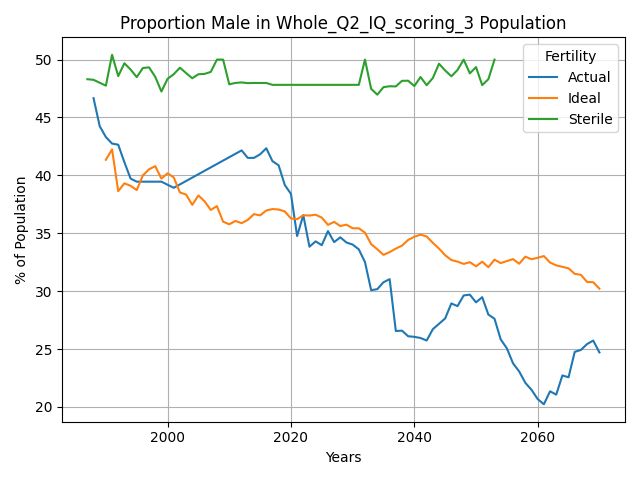 Proportion Male in Whole_Q2_IQ_scoring_3 Population
Fertility
Actual
Ideal
Sterile
% of Population
50
45
40
35
30
25
20
2000
2020
2040
2060
Years